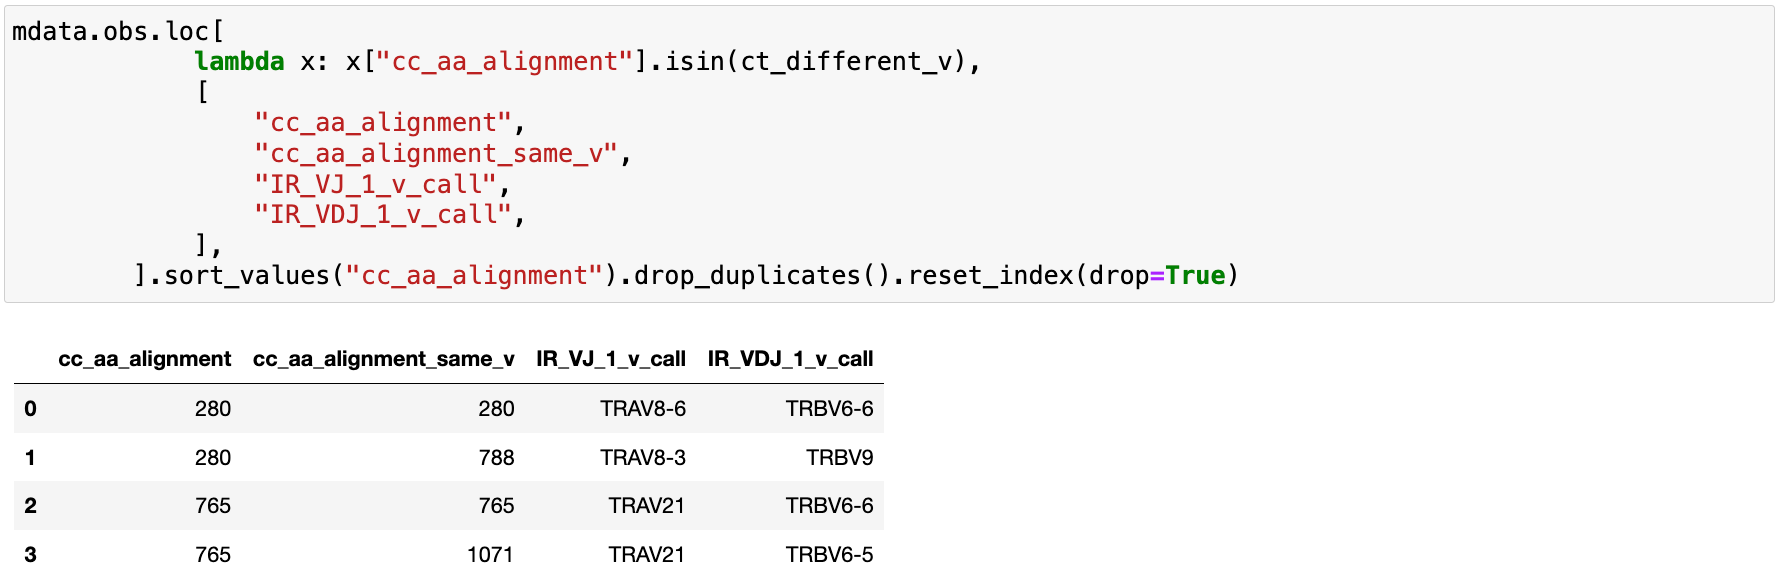 mdata.obs.loc[
lambda x: x["cc_aa_alignment"].isin(ct_different_v),
[
"cc_aa_alignment",
"cc_aa_alignment_same_v",
"IR_VJ_1_v_call",
"IR_VDJ_1_v_call",
],
].sort_values("cc_aa_alignment").drop_duplicates().reset_index(drop=True)
cc_aa_alignment cc_aa_alignment_same_v IR_VJ_1_v_call IR_VDJ_1_v_call
0 280 280 TRAV8-6 TRBV6-6
1 280 788 TRAV8-3 TRBV9
2 765 765 TRAV21 TRBV6-6
3 765 1071 TRAV21 TRBV6-5